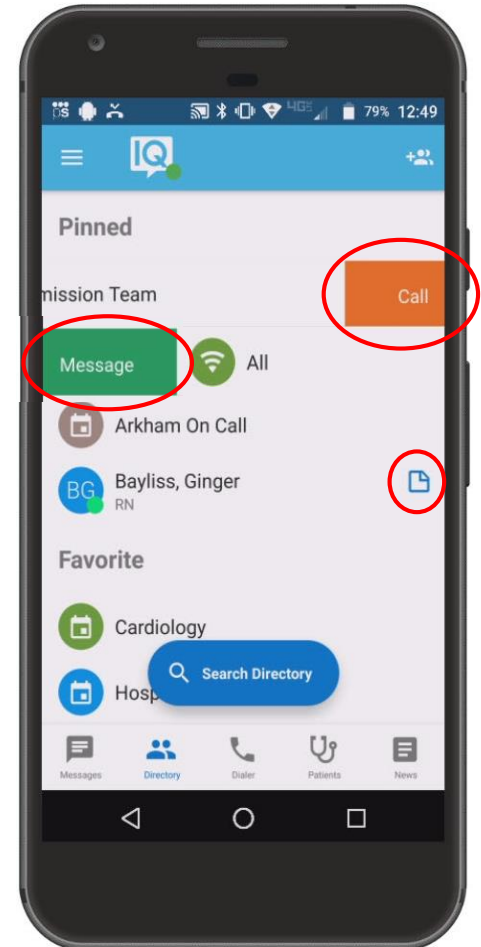 79% 12:49
IQ
Pinned
mission Team Call
Message All
Arkham On Call
BG Bayliss, Ginger
RN
Favorite
Cardiology
Hosp
Search Directory
Messages Directory Dialer Patients News